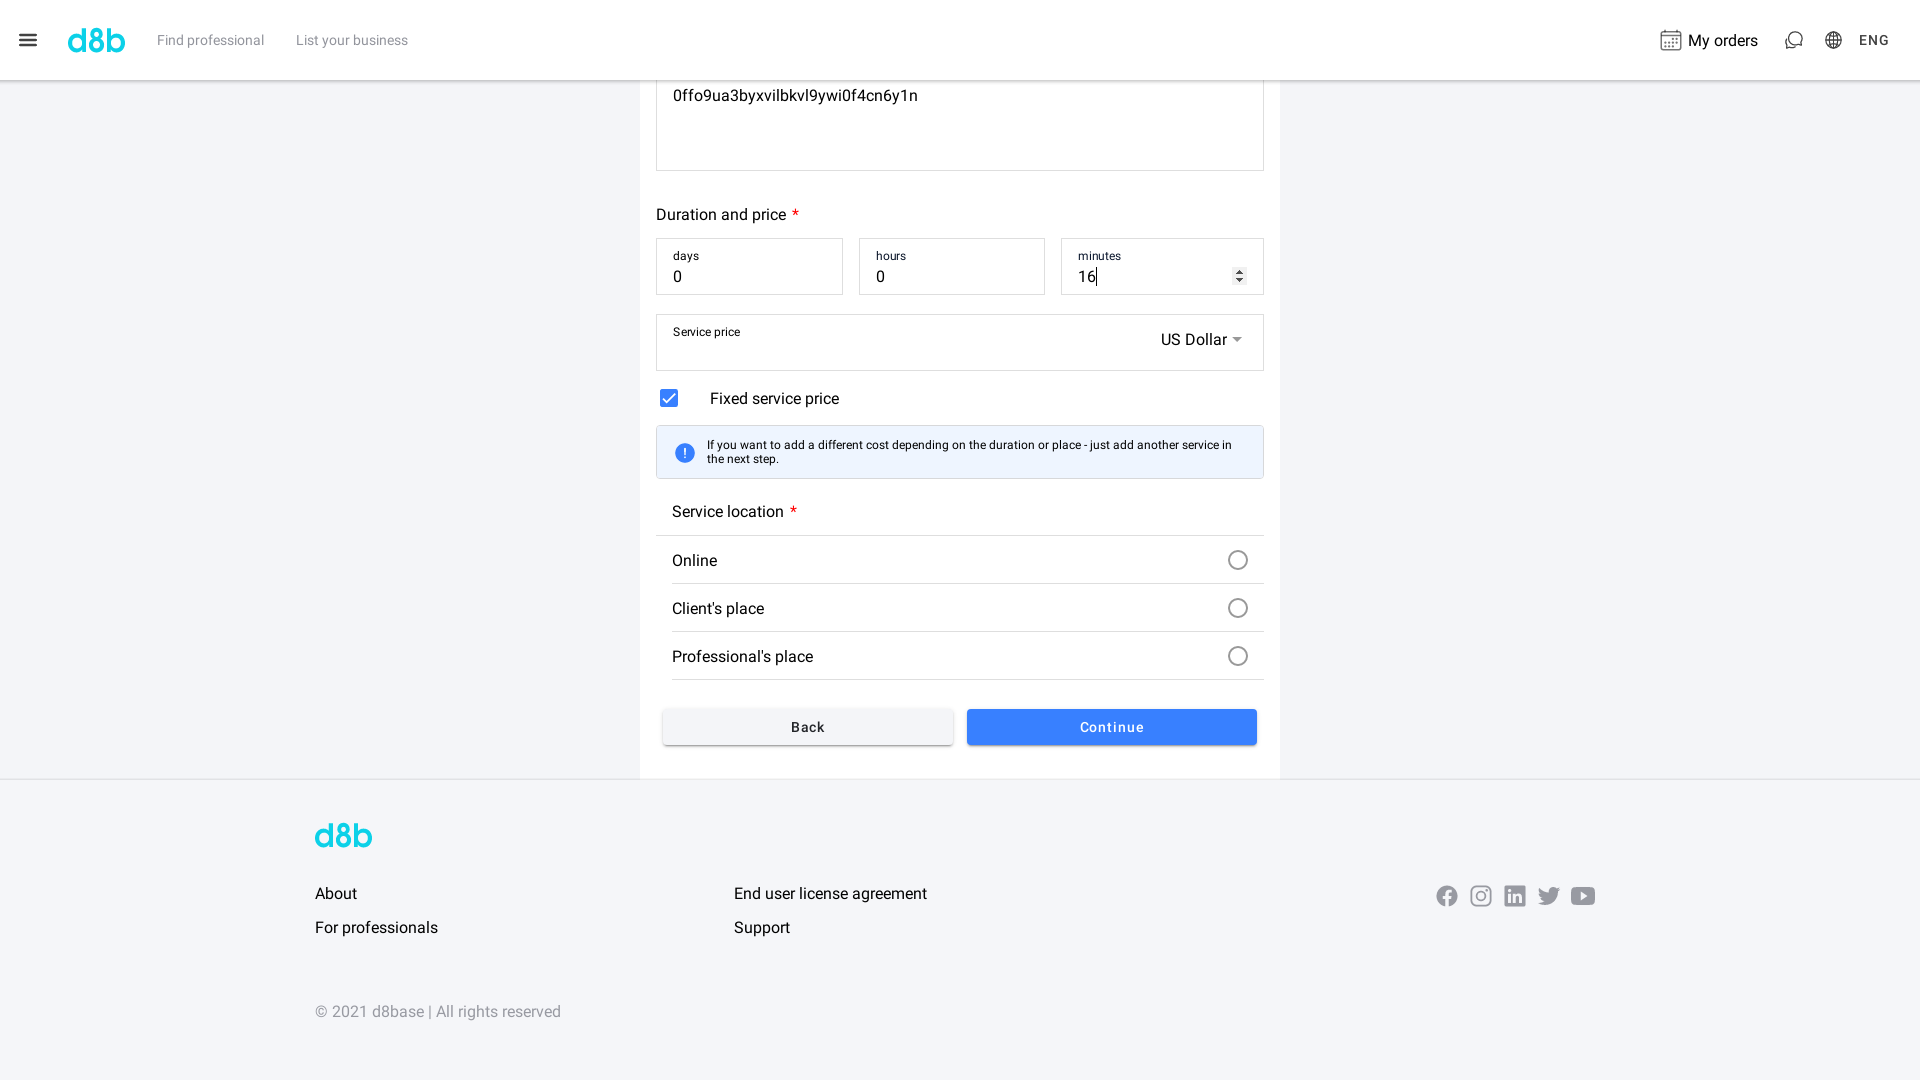 d8b
Find professional
List your business
My orders
ENG
0ffo9ua3byxvilbkvl9ywi0f4cn6y1n
Duration and price *
days
0
hours
0
minutes
16
Service price
US Dollar
Fixed service price
If you want to add a different cost depending on the duration or place - just add another service in
the next step.
Service location *
Online
Client's place
Professional's place
Back
Continue
d8b
About
End user license agreement
For professionals
Support
© 2021 d8base | All rights reserved